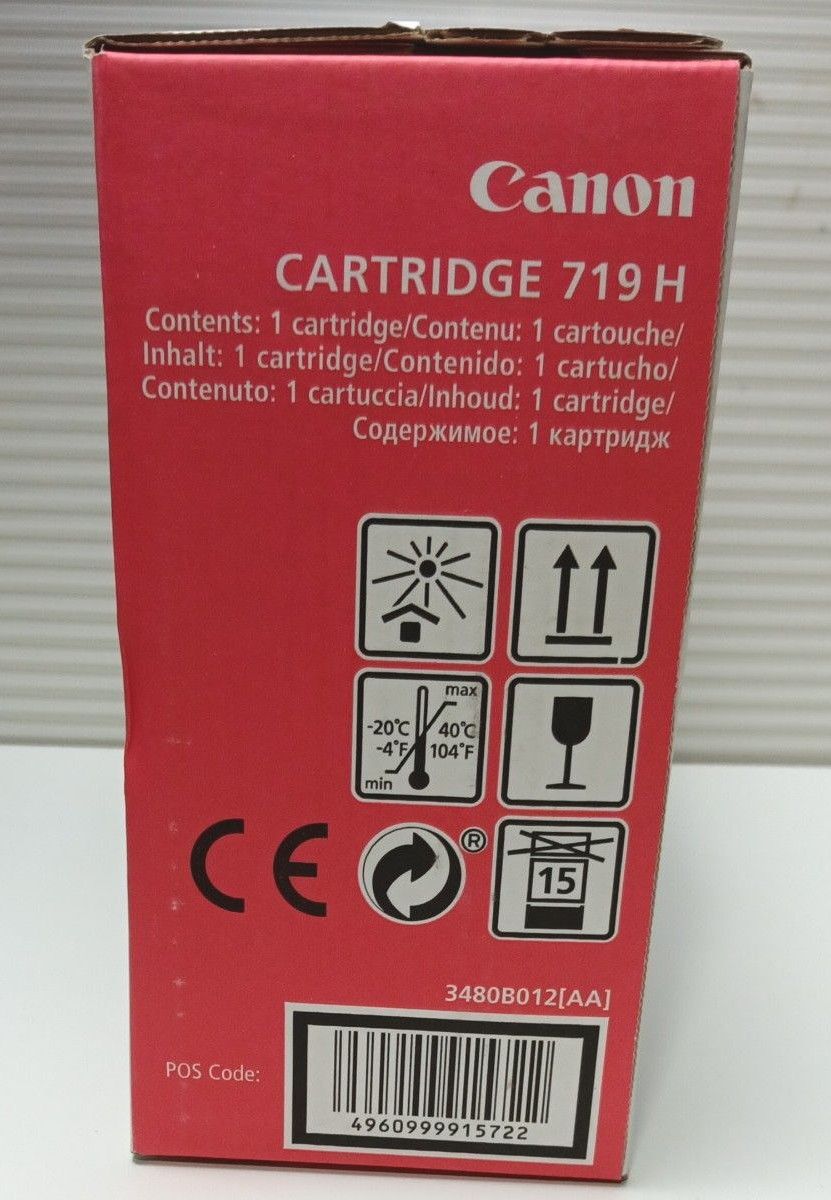 Canon
CARTRIDGE 719 H
Contents: 1 cartridge/Contenu: 1 cartouche/
Inhalt: 1 cartridge/Contenido: 1 cartucho/
Contenuto: 1 cartuccia/Inhoud: 1 cartridge/
Содержимое: 1 картридж
max
-20°C 40°C
-4°F 104°F
min
CE
®
15
3480B012[AA]
POS Code:
4960999915722